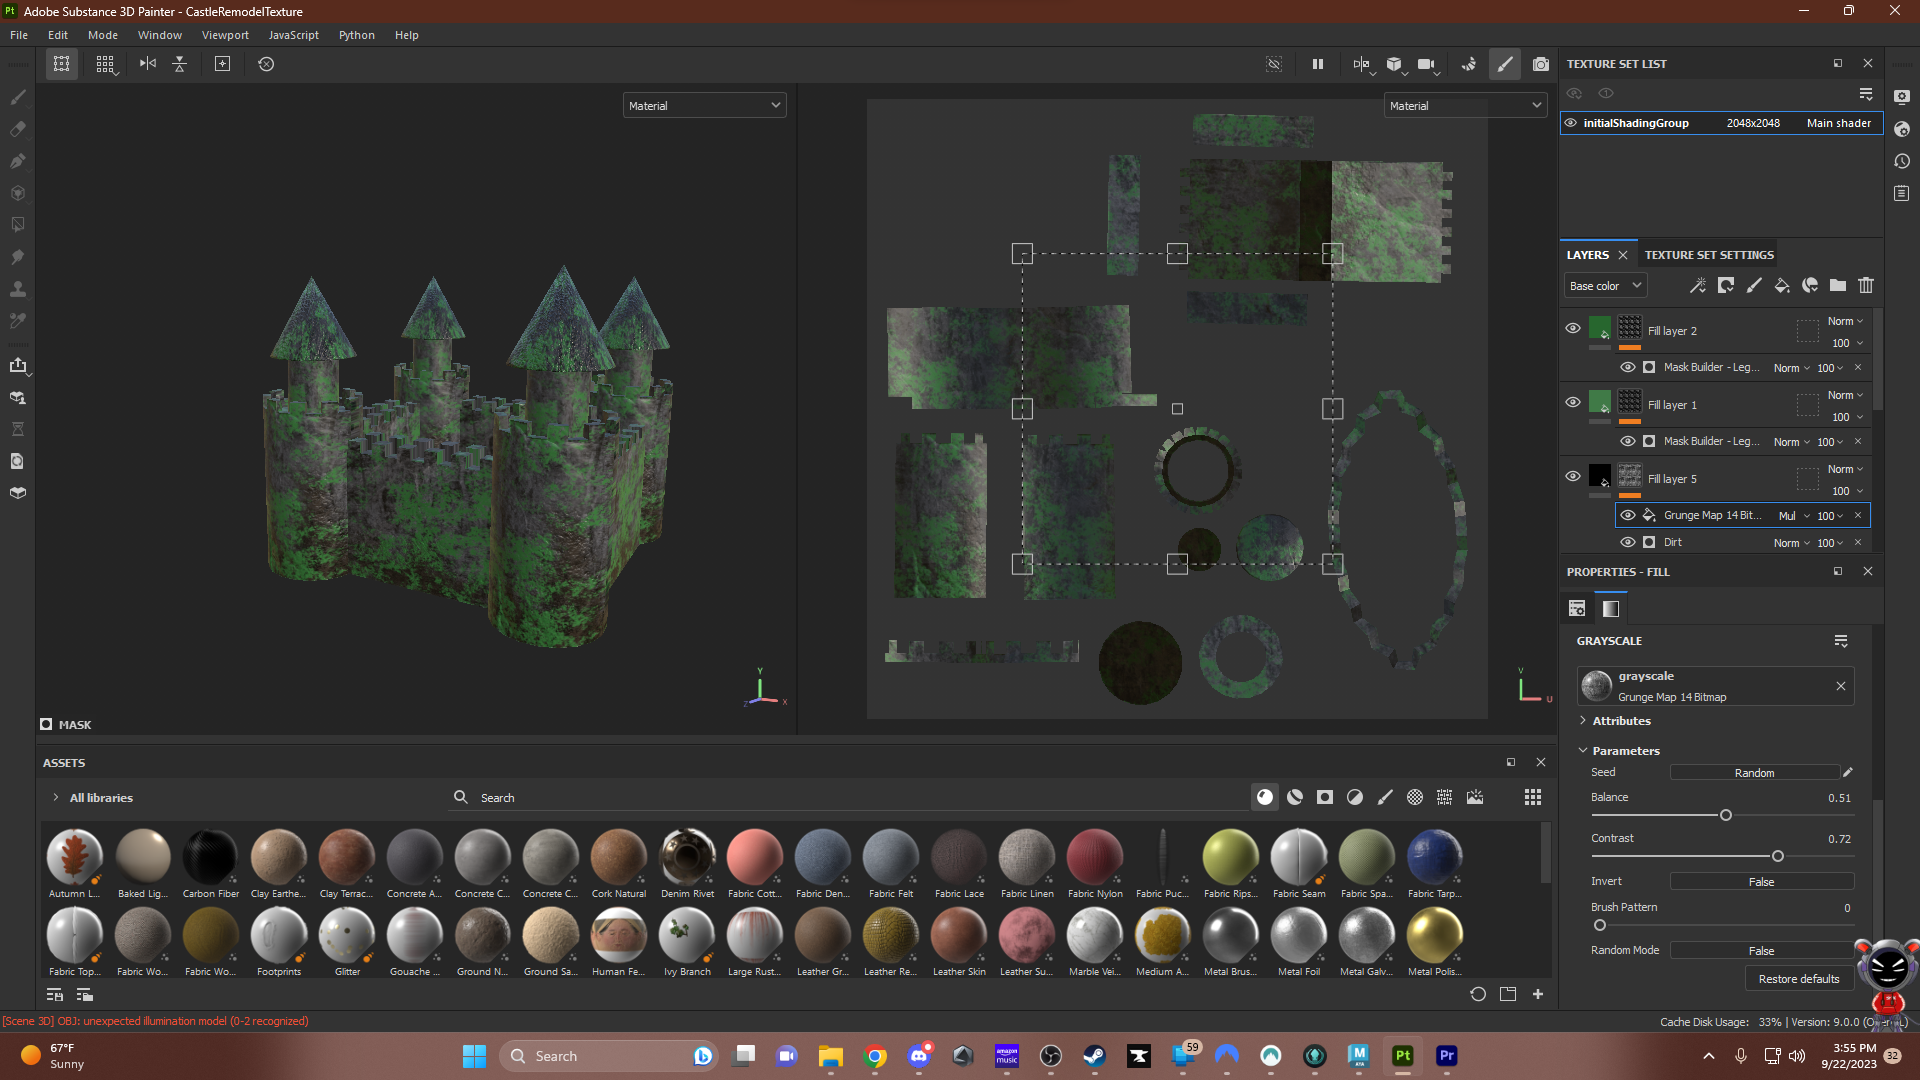 Pt Adobe Substance 3D Painter - CastleRemodelTexture
File Edit Mode Window Viewport JavaScript Python Help
Material
Material
Y
Z X
V
U
MASK
TEXTURE SET LIST
initialShadingGroup 2048x2048 Main shader
LAYERS TEXTURE SET SETTINGS
Base color
Fill layer 2 Norm
100
Mask Builder - Leg... Norm 100
Fill layer 1 Norm
100
Mask Builder - Leg... Norm 100
Fill layer 5 Norm
100
Grunge Map 14 Bit... Mul 100
Dirt Norm 100
PROPERTIES - FILL
GRAYSCALE
grayscale
Grunge Map 14 Bitmap
Attributes
Parameters
Seed Random
Balance 0.51
Contrast 0.72
Invert False
Brush Pattern 0
Random Mode False
Restore defaults
ASSETS
All libraries Search
Autumn L... Baked Lig... Carbon Fiber Clay Earthe... Clay Terrac... Concrete A... Concrete C... Concrete C... Cork Natural Denim Rivet Fabric Cott... Fabric Den... Fabric Felt Fabric Lace Fabric Linen Fabric Nylon Fabric Puc... Fabric Rips... Fabric Seam Fabric Spa... Fabric Tarp...
Fabric Top... Fabric Wo... Fabric Wo... Footprints Glitter Gouache ... Ground N... Ground Sa... Human Fe... Ivy Branch Large Rust... Leather Gr... Leather Re... Leather Skin Leather Su... Marble Vei... Medium A... Metal Brus... Metal Foil Metal Galv... Metal Polis...
[Scene 3D] OBJ: unexpected illumination model (0-2 recognized)
Cache Disk Usage: 33% | Version: 9.0.0
67°F
Sunny
Search
amazon music
59
M
Pt
Pr
3:55 PM
9/22/2023
32